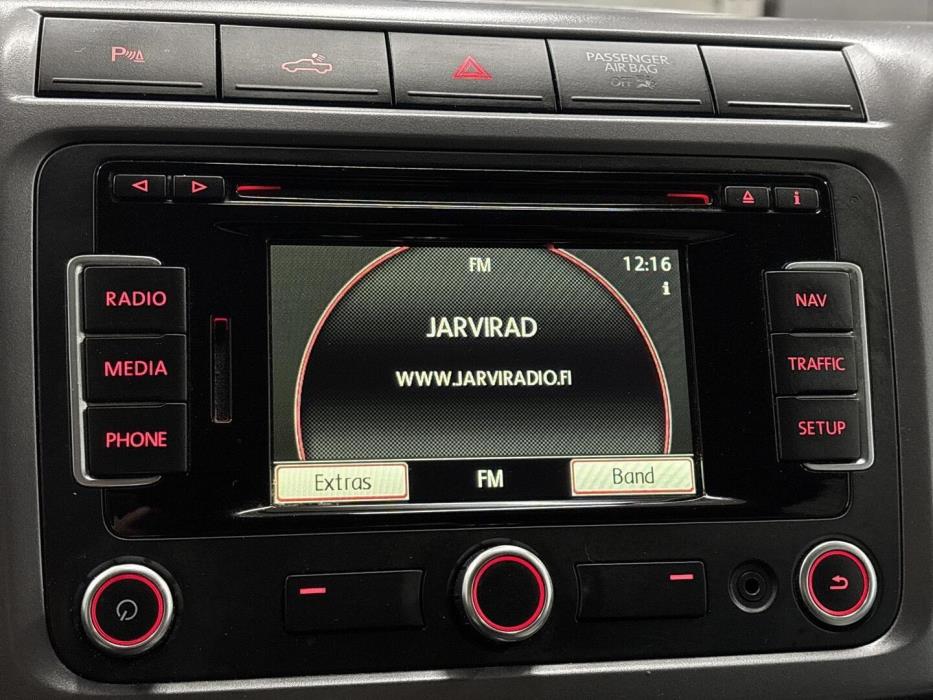 P
PASSENGER
AIR BAG
OFF
i
RADIO
MEDIA
PHONE
FM
12:16
i
JARVIRAD
WWW.JARVIRADIO.FI
Extras
FM
Band
NAV
TRAFFIC
SETUP